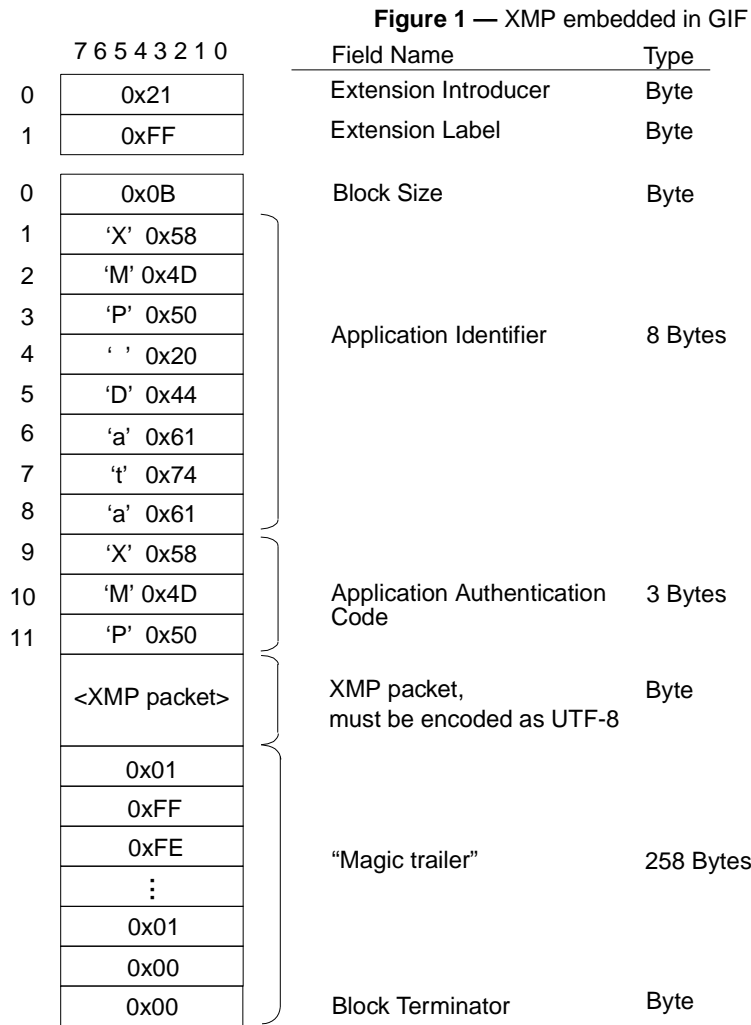 Figure 1 — XMP embedded in GIF
7 6 5 4 3 2 1 0 Field Name Type
0 0x21 Extension Introducer Byte
1 0xFF Extension Label Byte
0 0x0B Block Size Byte
1 ‘X’ 0x58
2 ‘M’ 0x4D
3 ‘P’ 0x50 Application Identifier 8 Bytes
4 ‘ ’ 0x20
5 ‘D’ 0x44
6 ‘a’ 0x61
7 ‘t’ 0x74
8 ‘a’ 0x61
9 ‘X’ 0x58
10 ‘M’ 0x4D Application Authentication 3 Bytes
Code
11 ‘P’ 0x50
<XMP packet> XMP packet, Byte
must be encoded as UTF-8
0x01
0xFF
0xFE “Magic trailer” 258 Bytes
⋮
0x01
0x00
0x00 Block Terminator Byte